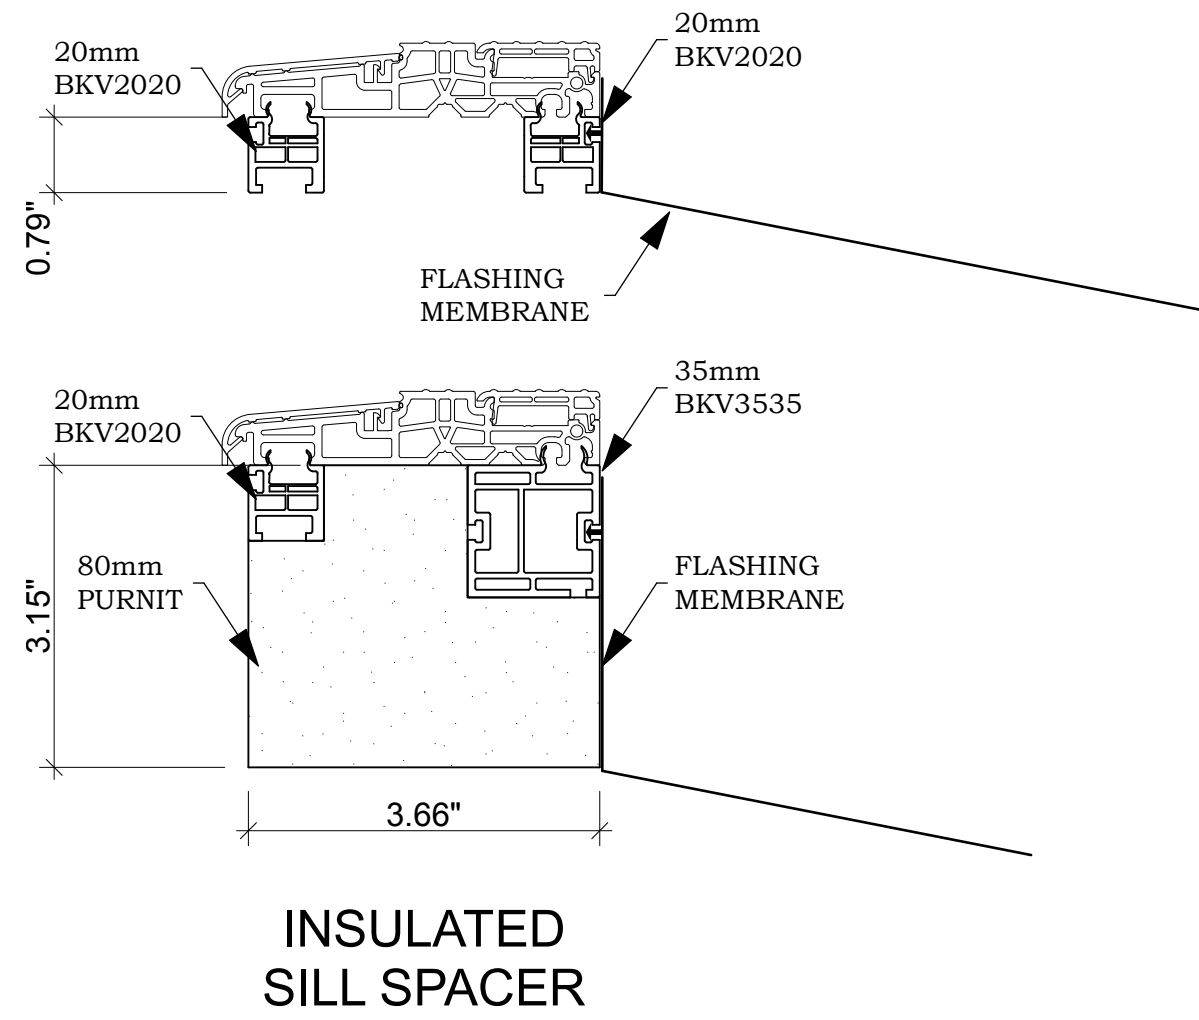 20mm
BKV2020
20mm
BKV2020
0.79"
FLASHING
MEMBRANE
20mm
BKV2020
35mm
BKV3535
80mm
PURNIT
FLASHING
MEMBRANE
3.15"
3.66"
INSULATED
SILL SPACER